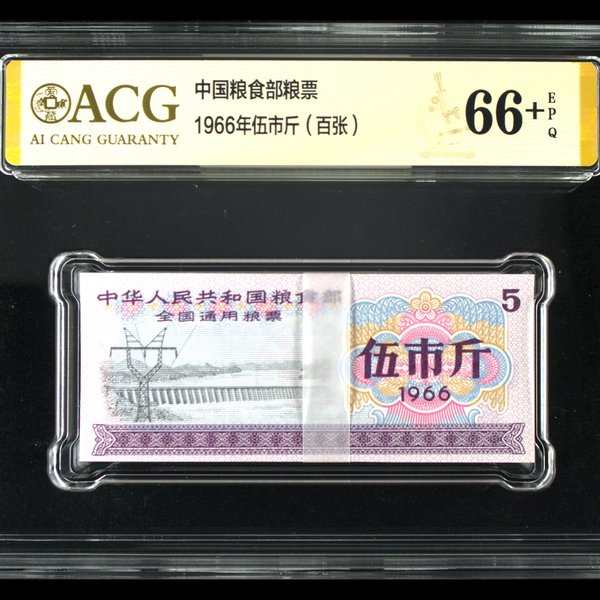 ACG
AI CANG GUARANTY
中国粮食部粮票
1966年伍市斤（百张）
66+
EPQ
中华人民共和国粮食部
全国通用粮票
5
伍市斤
1966